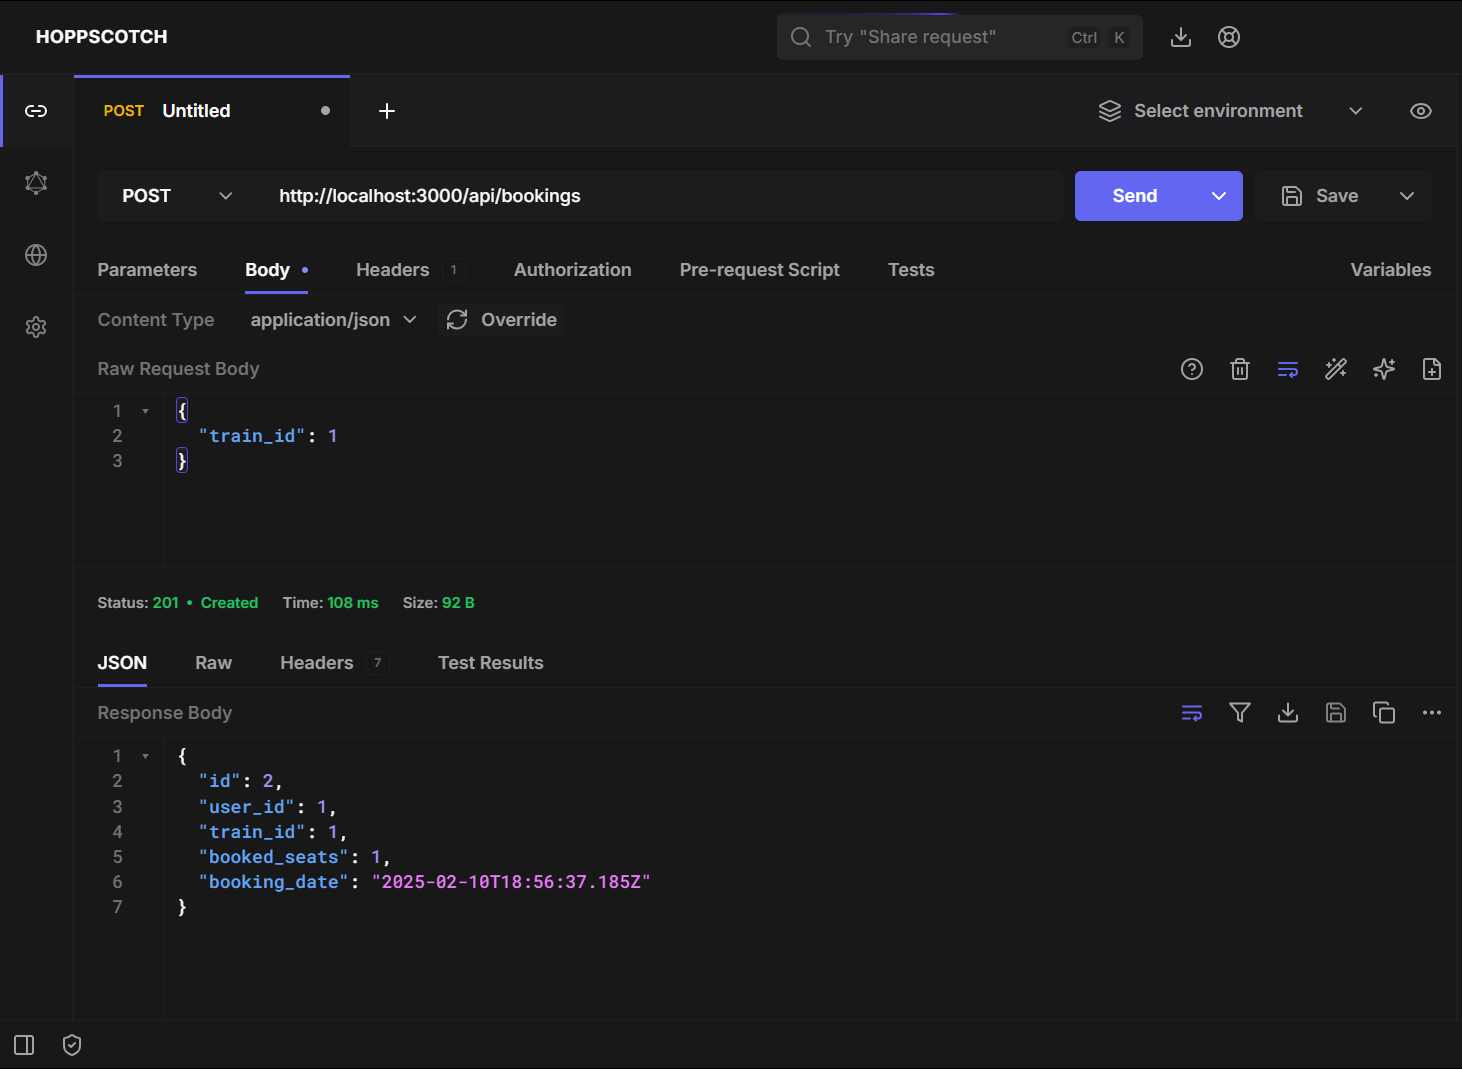 HOPPSCOTCH
Try "Share request"
Ctrl K
POST Untitled
Select environment
POST
http://localhost:3000/api/bookings
Send
Save
Parameters Body Headers 1 Authorization Pre-request Script Tests Variables
Content Type application/json Override
Raw Request Body
1 {
2 "train_id": 1
3 }
Status: 201 • Created Time: 108 ms Size: 92 B
JSON Raw Headers 7 Test Results
Response Body
1 {
2 "id": 2,
3 "user_id": 1,
4 "train_id": 1,
5 "booked_seats": 1,
6 "booking_date": "2025-02-10T18:56:37.185Z"
7 }